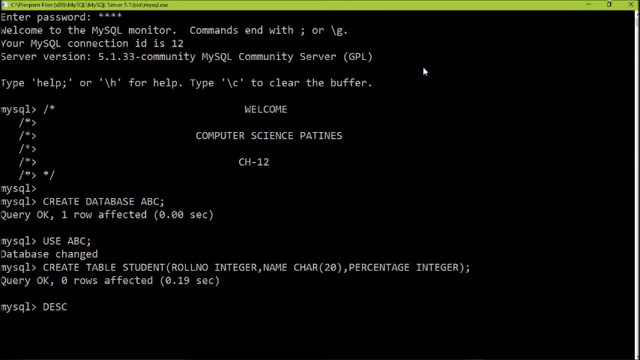 C:\Program Files (x86)\MySQL\MySQL Server 5.1\bin\mysql.exe
Enter password: ****
Welcome to the MySQL monitor.  Commands end with ; or \g.
Your MySQL connection id is 12
Server version: 5.1.33-community MySQL Community Server (GPL)
Type 'help;' or '\h' for help. Type '\c' to clear the buffer.
mysql> /* WELCOME
/*>
/*> COMPUTER SCIENCE PATINES
/*>
/*> CH-12
/*> */
mysql>
mysql> CREATE DATABASE ABC;
Query OK, 1 row affected (0.00 sec)
mysql> USE ABC;
Database changed
mysql> CREATE TABLE STUDENT(ROLLNO INTEGER,NAME CHAR(20),PERCENTAGE INTEGER);
Query OK, 0 rows affected (0.19 sec)
mysql> DESC